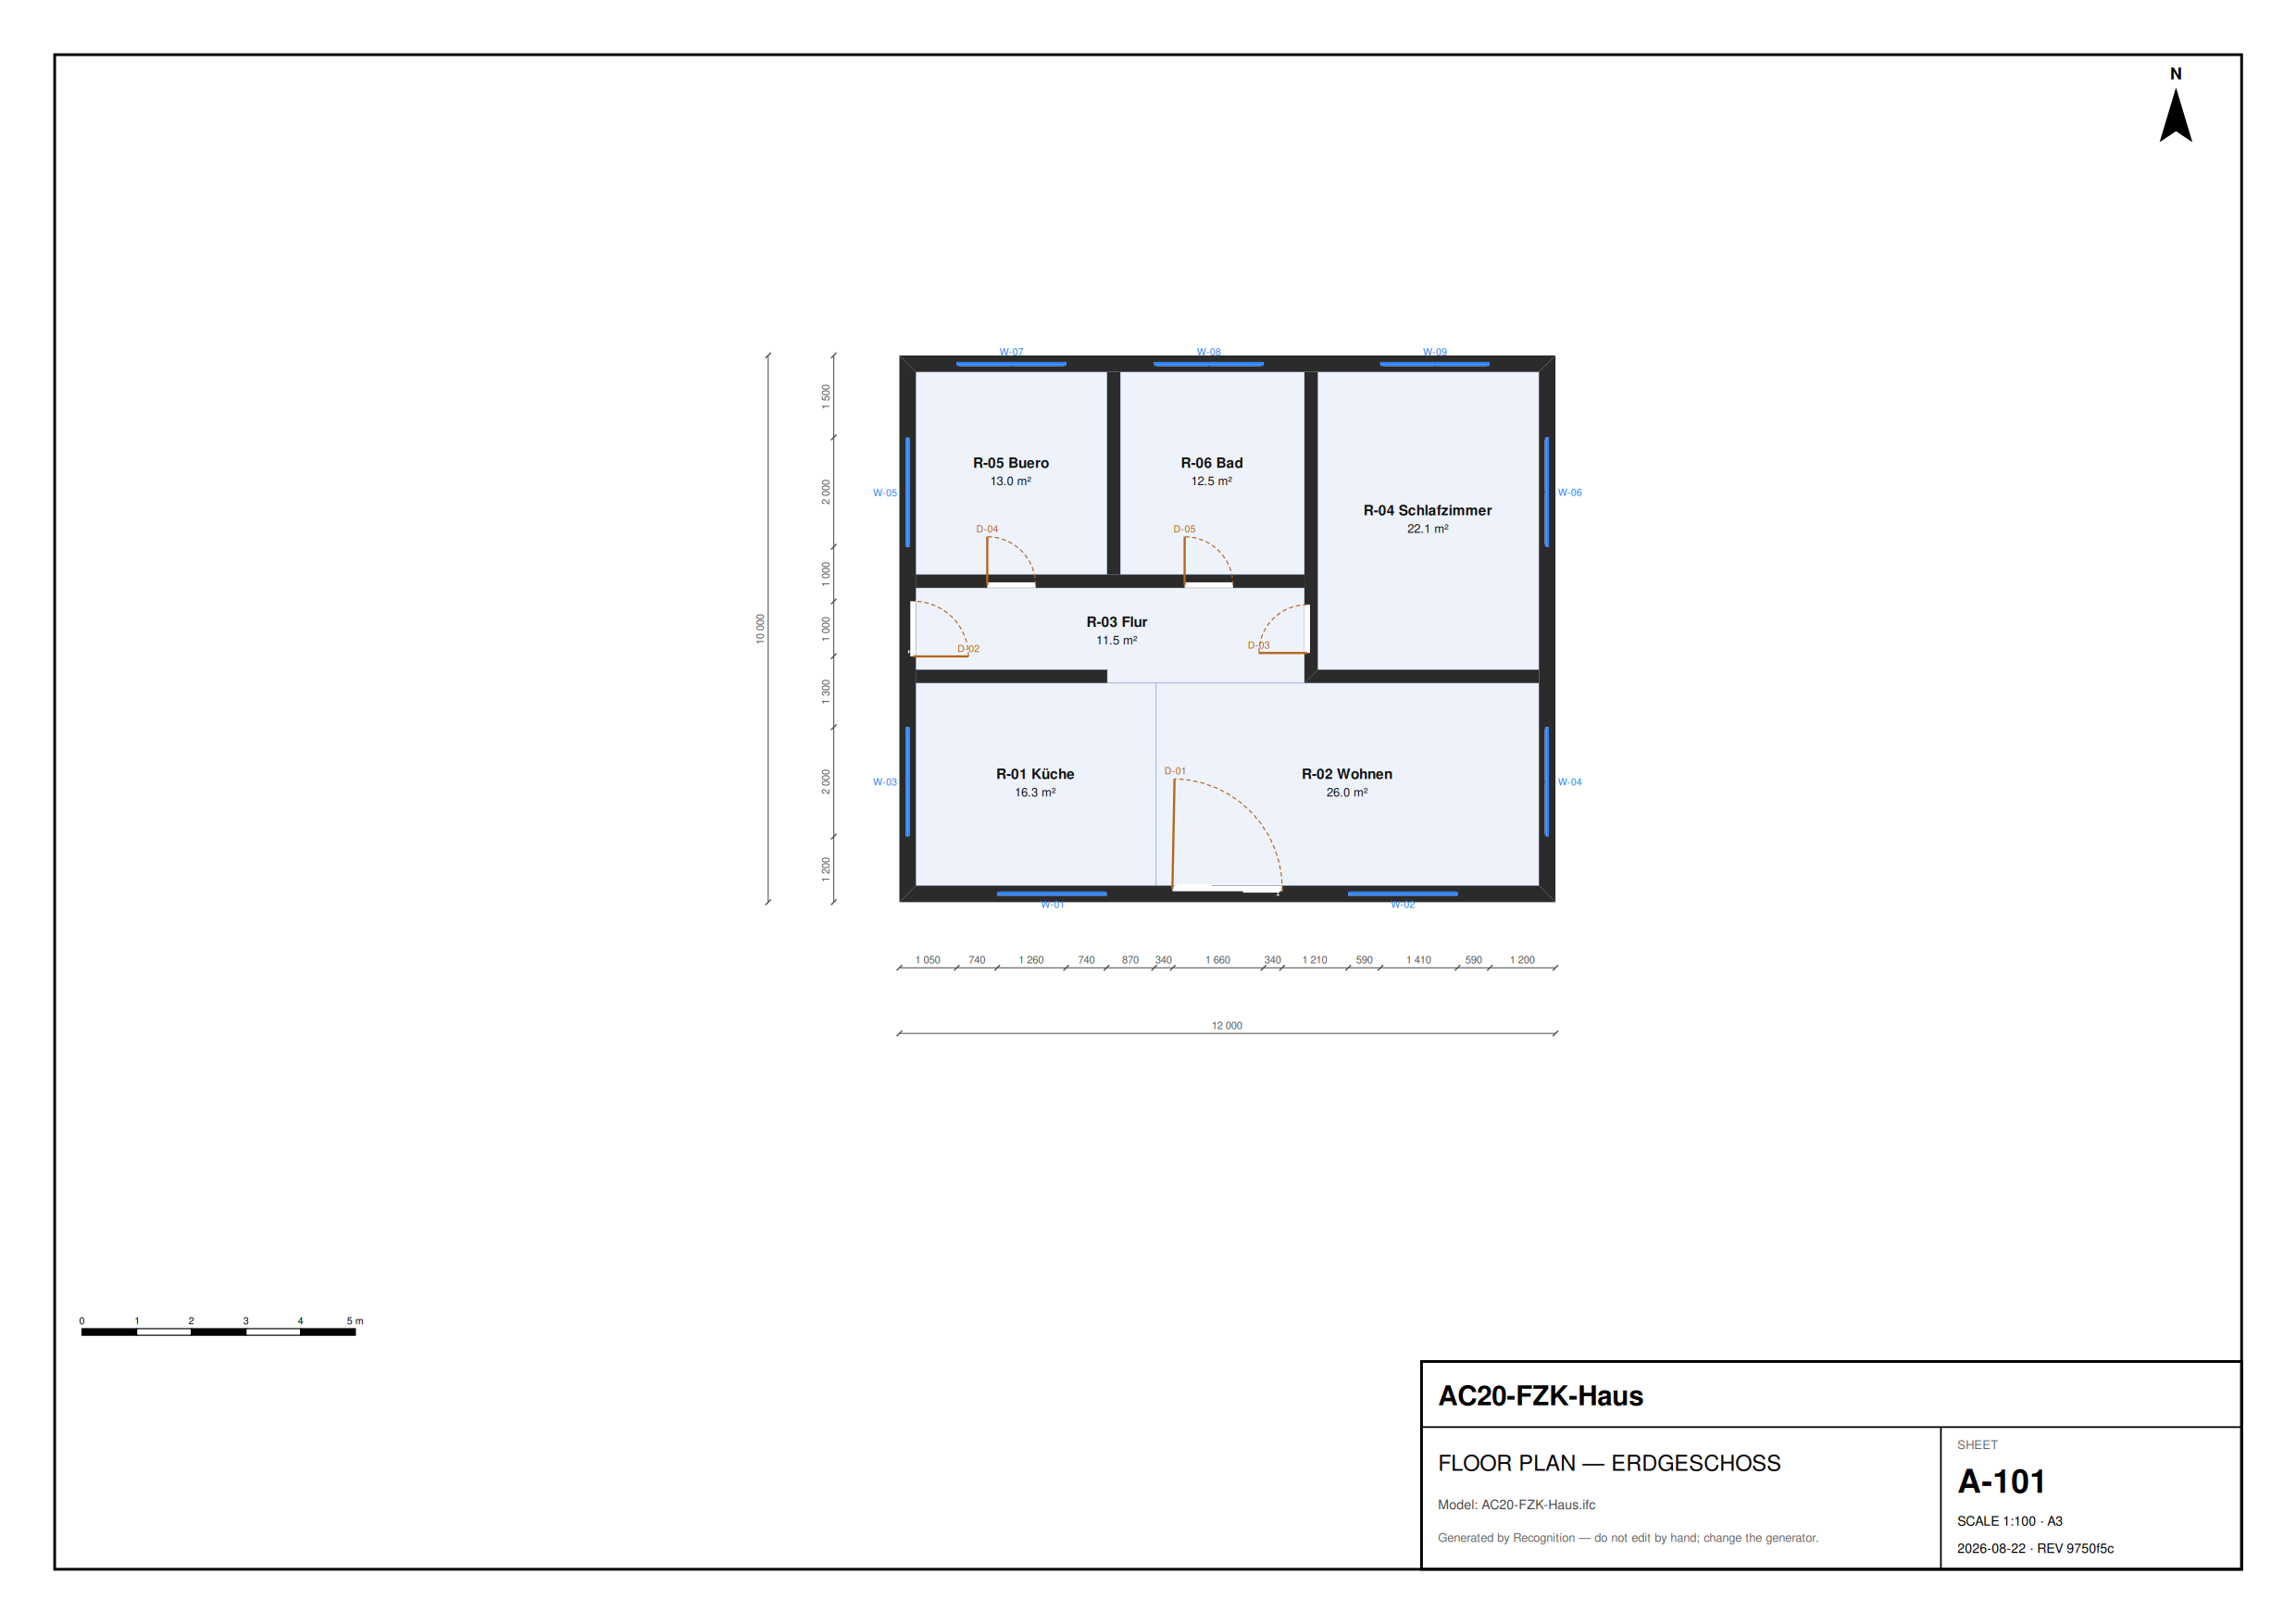 N
W-07
W-08
W-09
1 500
R-05 Buero
13.0 m²
R-06 Bad
12.5 m²
2 000
W-05
W-06
R-04 Schlafzimmer
22.1 m²
D-04
D-05
1 000
10 000
1 000
R-03 Flur
11.5 m²
D-02
D-03
1 300
R-01 Küche
16.3 m²
D-01
R-02 Wohnen
26.0 m²
2 000
W-03
W-04
1 200
W-01
W-02
1 050 740 1 260 740 870 340 1 660 340 1 210 590 1 410 590 1 200
12 000
0 1 2 3 4 5 m
AC20-FZK-Haus
FLOOR PLAN — ERDGESCHOSS
Model: AC20-FZK-Haus.ifc
Generated by Recognition — do not edit by hand; change the generator.
SHEET
A-101
SCALE 1:100 · A3
2026-08-22 · REV 9750f5c